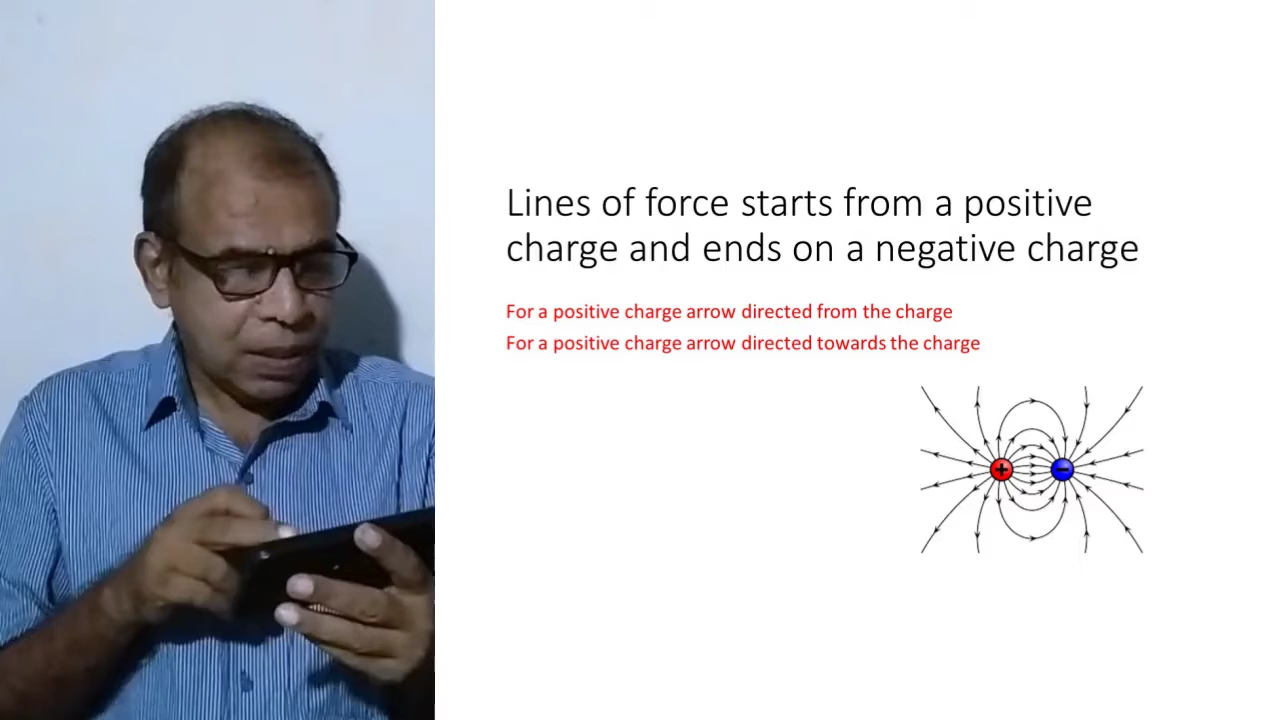 Lines of force starts from a positive
charge and ends on a negative charge
For a positive charge arrow directed from the charge
For a positive charge arrow directed towards the charge
+
−